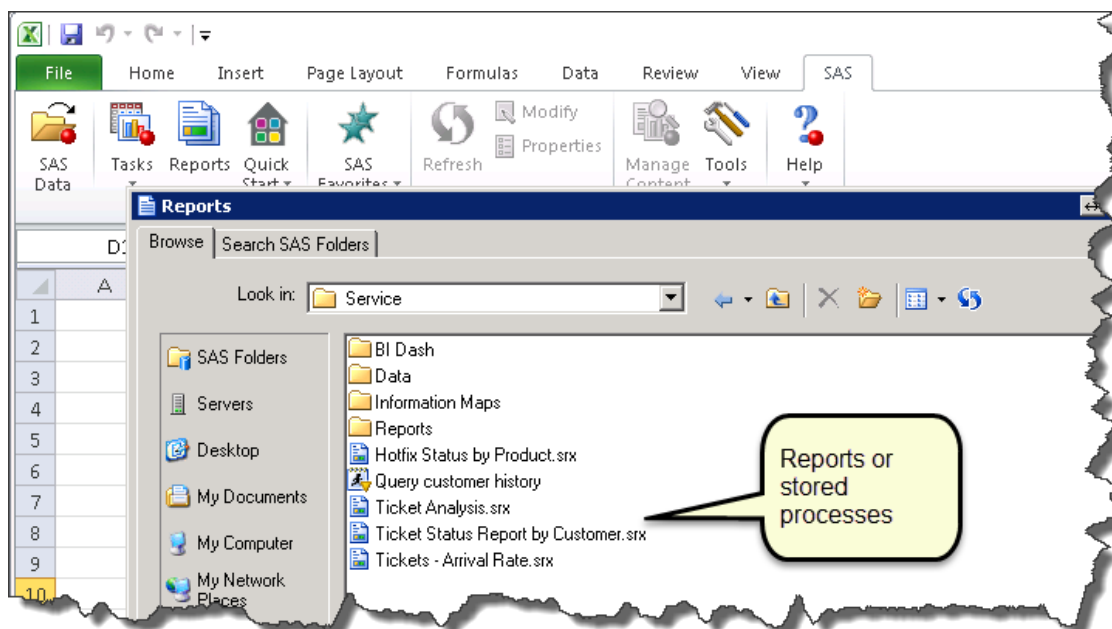 File Home Insert Page Layout Formulas Data Review View SAS
Modify
Properties
SAS Tasks Reports Quick SAS Refresh Manage Tools Help
Data Start Favorites Content
Reports
Browse Search SAS Folders
Look in: Service
A
1
2
3
4
5
6
7
8
9
10
SAS Folders
Servers
Desktop
My Documents
My Computer
My Network
Places
BI Dash
Data
Information Maps
Reports
Hotfix Status by Product.srx
Query customer history
Ticket Analysis.srx
Ticket Status Report by Customer.srx
Tickets - Arrival Rate.srx
Reports or
stored
processes